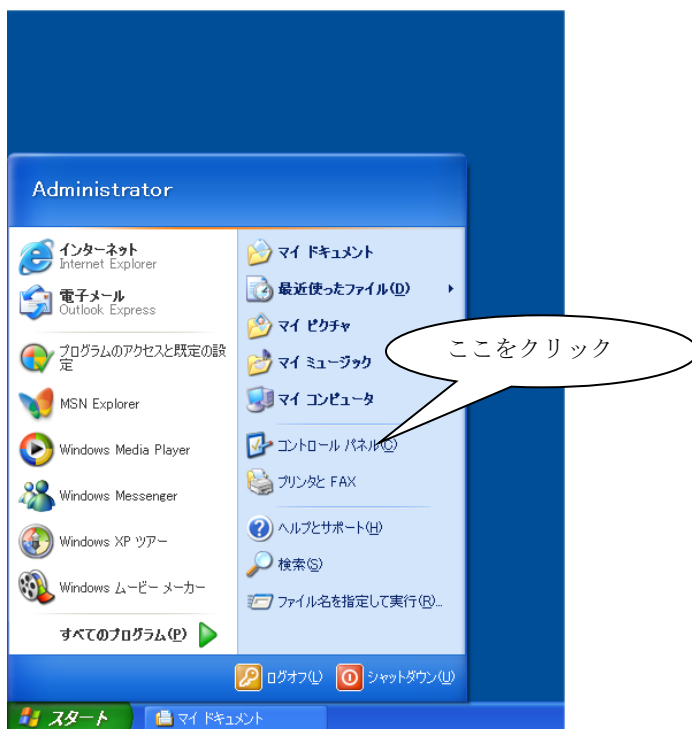 Administrator
インターネット
Internet Explorer
電子メール
Outlook Express
プログラムのアクセスと既定の設
定
MSN Explorer
Windows Media Player
Windows Messenger
Windows XP ツアー
Windows ムービー メーカー
すべてのプログラム(P)
マイ ドキュメント
最近使ったファイル(D)
マイ ピクチャ
マイ ミュージック
マイ コンピュータ
コントロール パネル(C)
プリンタと FAX
ヘルプとサポート(H)
検索(S)
ファイル名を指定して実行(R)...
ここをクリック
ログオフ(L)
シャットダウン(U)
スタート
マイ ドキュメント